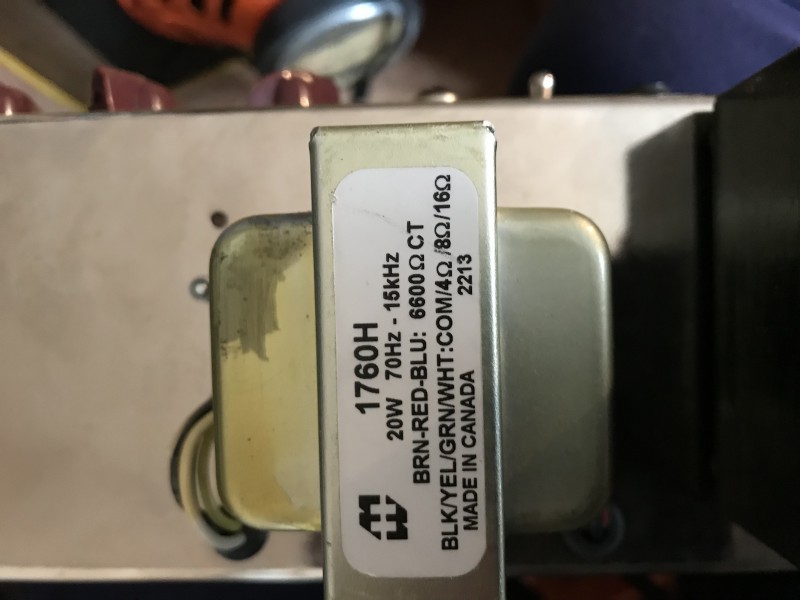 1760H
20W 70Hz - 15kHz
BRN-RED-BLU: 6600Ω CT
BLK/YEL/GRN/WHT:COM/4Ω/8Ω/16Ω
MADE IN CANADA 2213